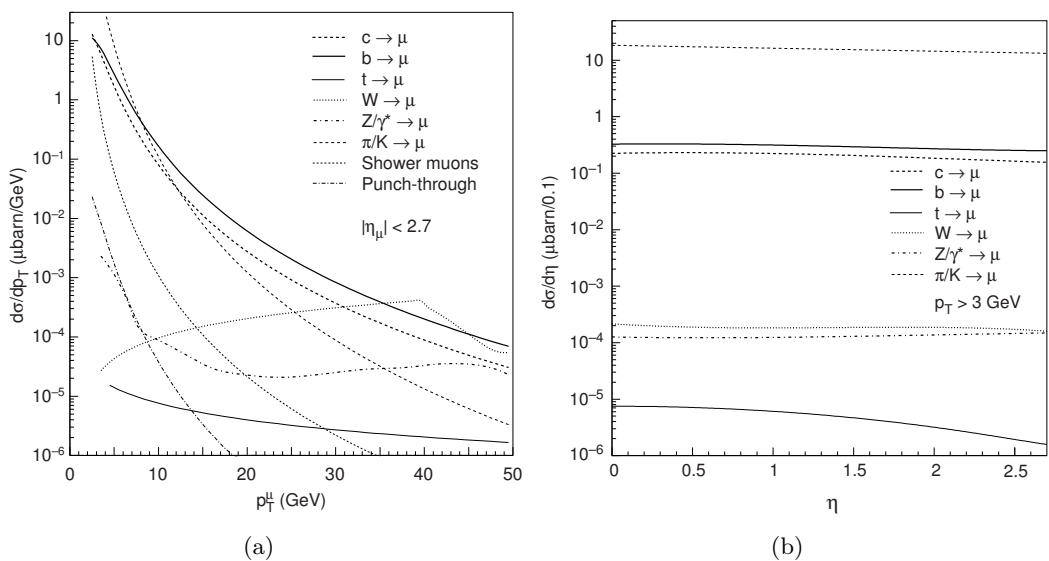 dσ/dp_T (µbarn/GeV)
10
1
10⁻¹
10⁻²
10⁻³
10⁻⁴
10⁻⁵
10⁻⁶
c → µ
b → µ
t → µ
W → µ
Z/γ* → µ
π/K → µ
Shower muons
Punch-through
|η_µ| < 2.7
0 10 20 30 40 50
p_T^µ (GeV)
(a)
dσ/dη (µbarn/0.1)
10
1
10⁻¹
10⁻²
10⁻³
10⁻⁴
10⁻⁵
10⁻⁶
c → µ
b → µ
t → µ
W → µ
Z/γ* → µ
π/K → µ
p_T > 3 GeV
0 0.5 1 1.5 2 2.5
η
(b)